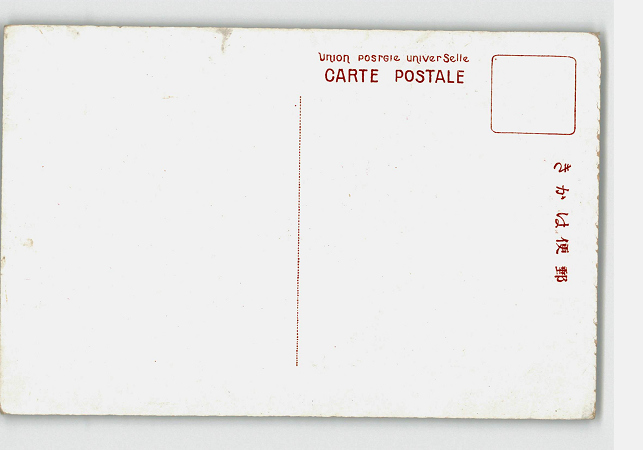 Union Postale Universelle
CARTE POSTALE
きかは便郵